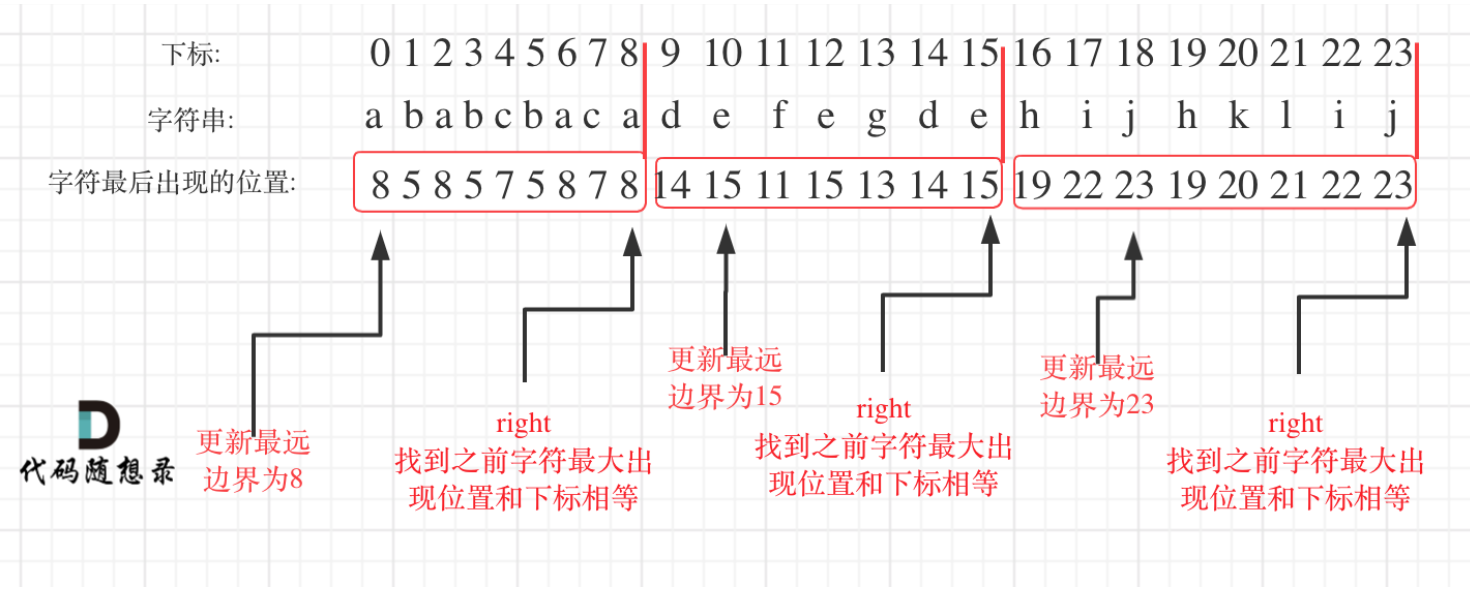 下标: 0 1 2 3 4 5 6 7 8 9 10 11 12 13 14 15 16 17 18 19 20 21 22 23
字符串: a b a b c b a c a d e f e g d e h i j h k l i j
字符最后出现的位置: 8 5 8 5 7 5 8 7 8 14 15 11 15 13 14 15 19 22 23 19 20 21 22 23
更新最远
边界为8
right
找到之前字符最大出
现位置和下标相等
更新最远
边界为15
right
找到之前字符最大出
现位置和下标相等
更新最远
边界为23
right
找到之前字符最大出
现位置和下标相等
代码随想录